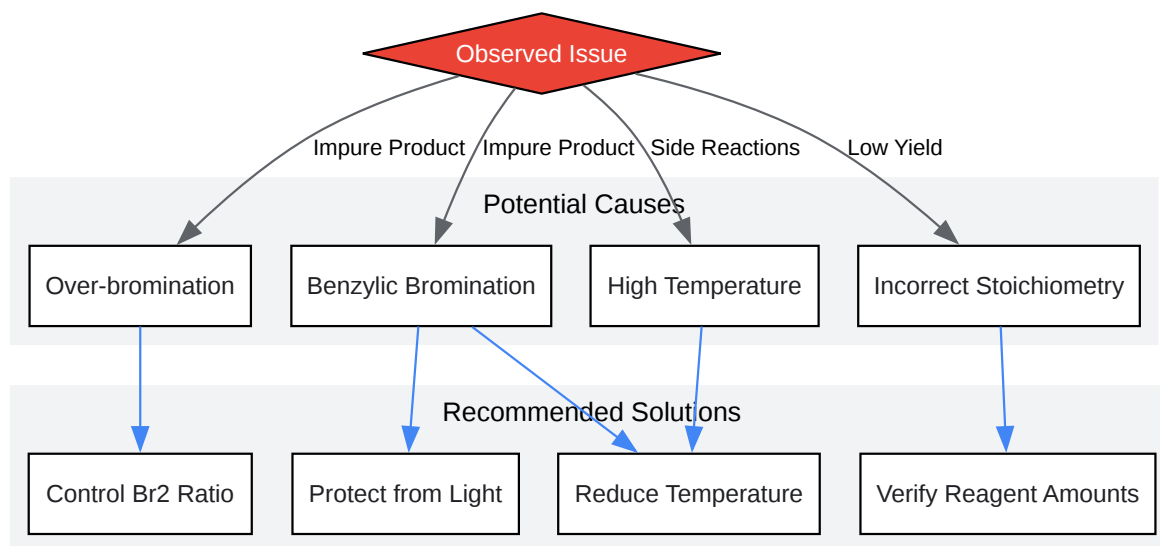 Observed Issue
Impure Product
Impure Product
Side Reactions
Low Yield
Potential Causes
Over-bromination
Benzylic Bromination
High Temperature
Incorrect Stoichiometry
Recommended Solutions
Control Br2 Ratio
Protect from Light
Reduce Temperature
Verify Reagent Amounts